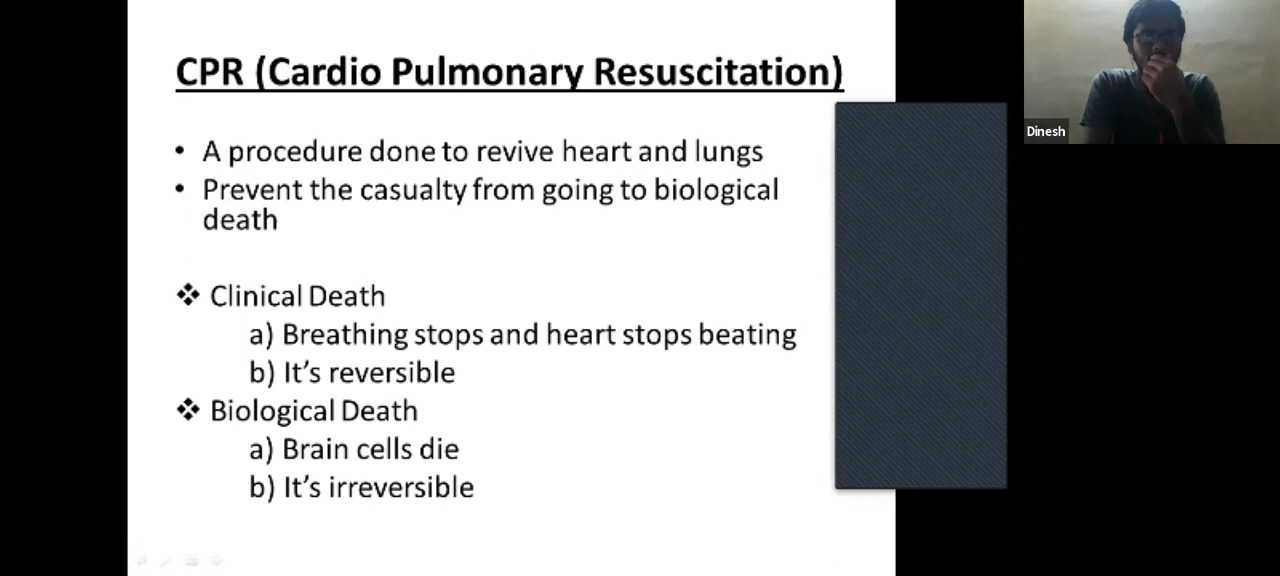 CPR (Cardio Pulmonary Resuscitation)
• A procedure done to revive heart and lungs
• Prevent the casualty from going to biological
death
❖ Clinical Death
a) Breathing stops and heart stops beating
b) It’s reversible
❖ Biological Death
a) Brain cells die
b) It’s irreversible
Dinesh